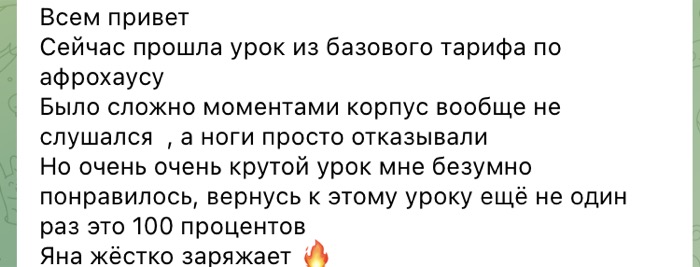 Всем привет
Сейчас прошла урок из базового тарифа по
афрохаусу
Было сложно моментами корпус вообще не
слушался  , а ноги просто отказывали
Но очень очень крутой урок мне безумно
понравилось, вернусь к этому уроку ещё не один
раз это 100 процентов
Яна жёстко заряжает 🔥